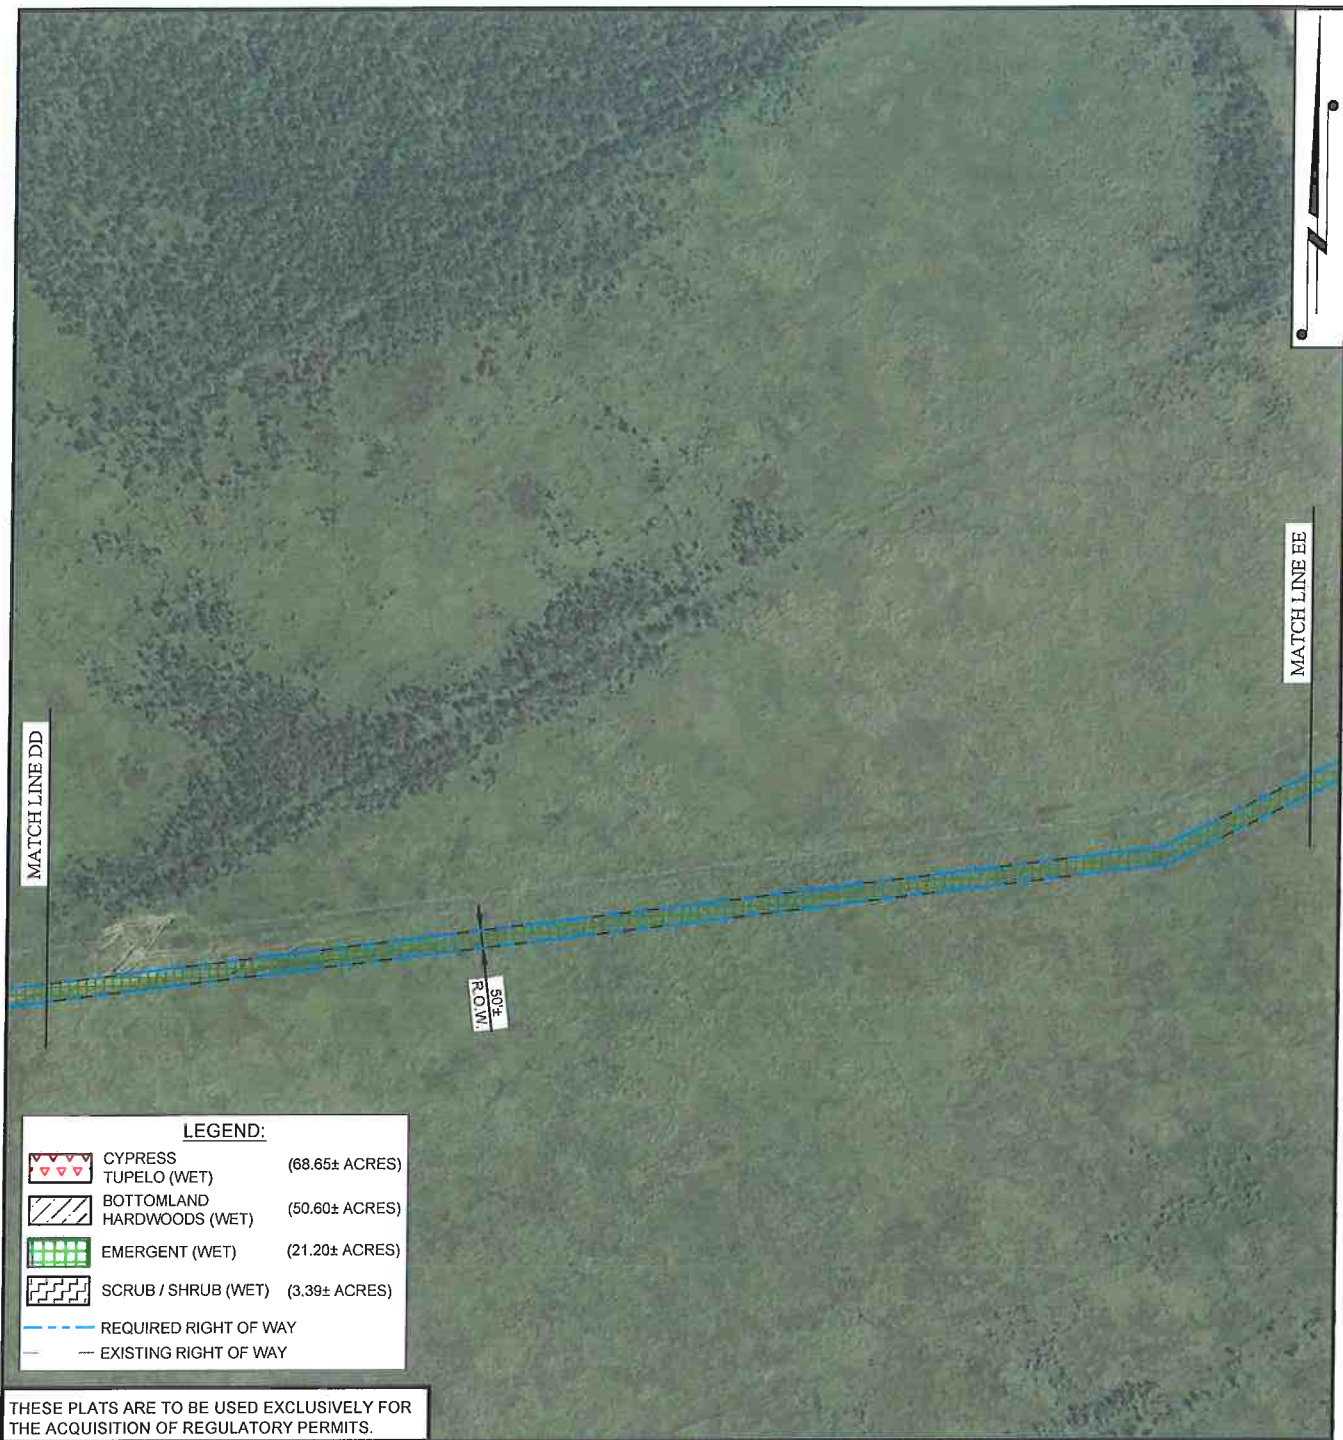 MATCH LINE EE
MATCH LINE DD
50'±
R.O.W.
LEGEND:
CYPRESS
TUPELO (WET) (68.65± ACRES)
BOTTOMLAND
HARDWOODS (WET) (50.60± ACRES)
EMERGENT (WET) (21.20± ACRES)
SCRUB / SHRUB (WET) (3.39± ACRES)
REQUIRED RIGHT OF WAY
EXISTING RIGHT OF WAY
THESE PLATS ARE TO BE USED EXCLUSIVELY FOR
THE ACQUISITION OF REGULATORY PERMITS.